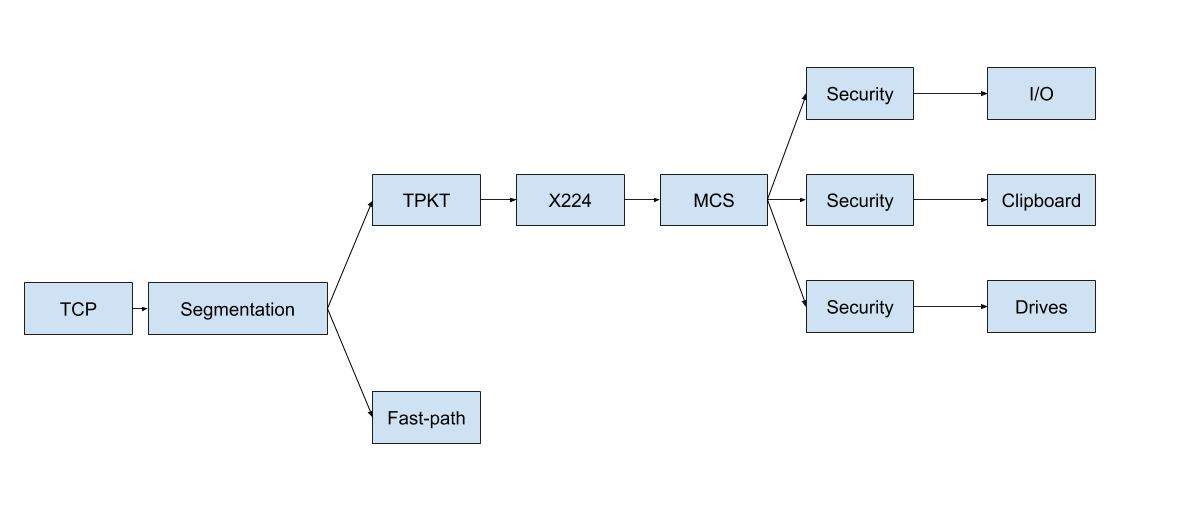 Security
I/O
TPKT
X224
MCS
Security
Clipboard
TCP
Segmentation
Security
Drives
Fast-path